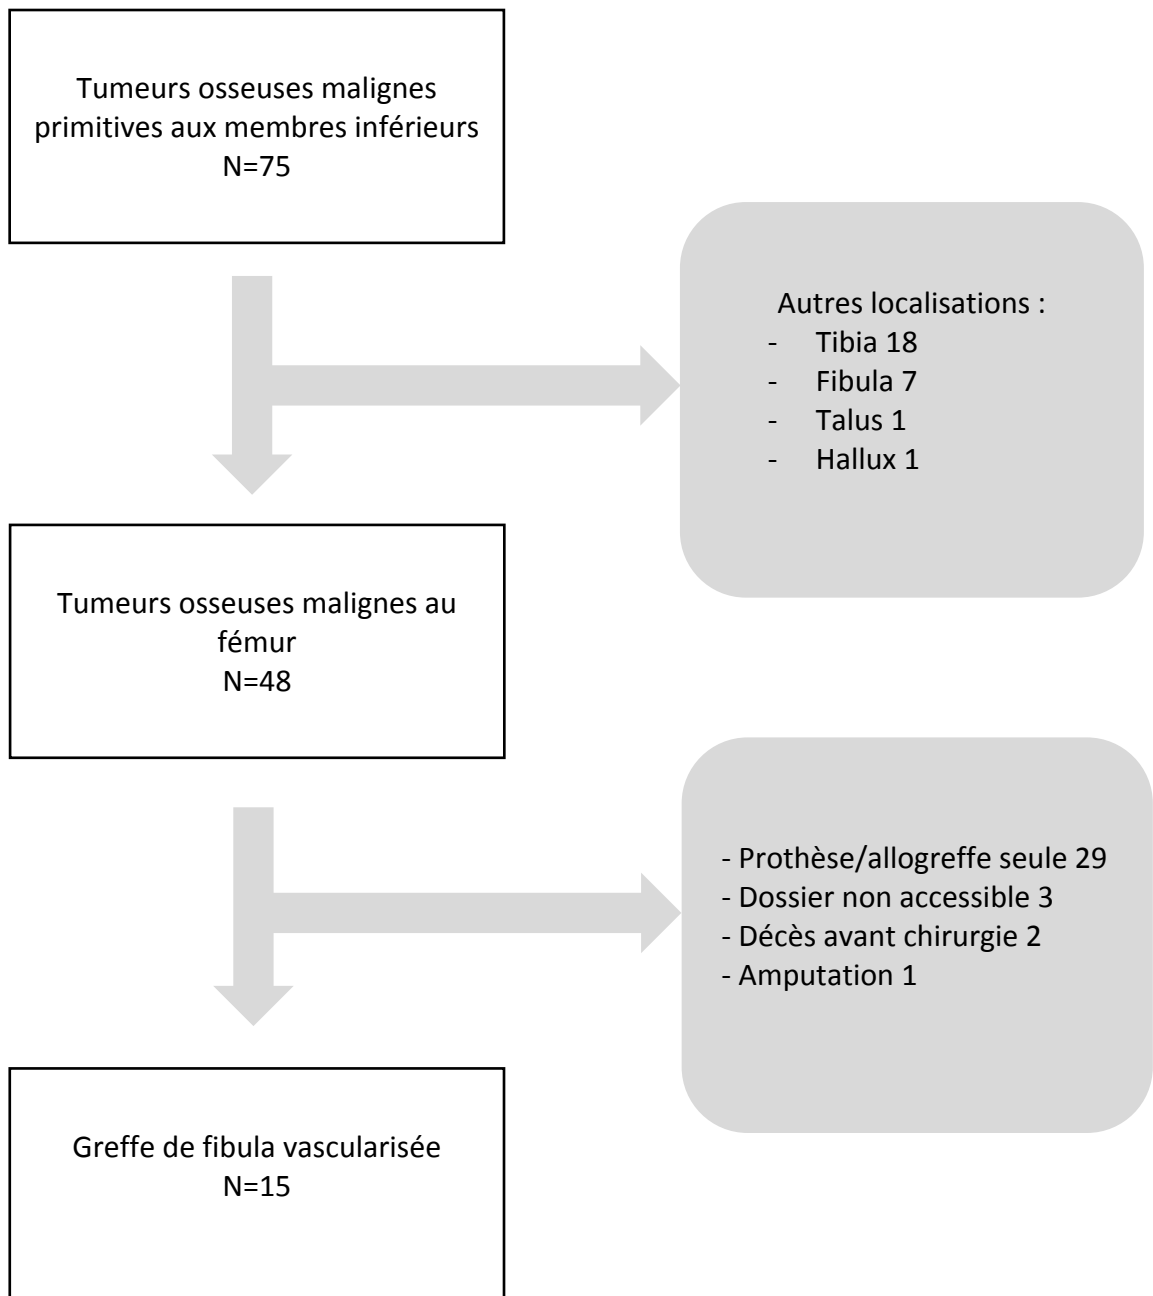 Tumeurs osseuses malignes
primitives aux membres inférieurs
N=75
Autres localisations :
- Tibia 18
- Fibula 7
- Talus 1
- Hallux 1
Tumeurs osseuses malignes au
fémur
N=48
- Prothèse/allogreffe seule 29
- Dossier non accessible 3
- Décès avant chirurgie 2
- Amputation 1
Greffe de fibula vascularisée
N=15